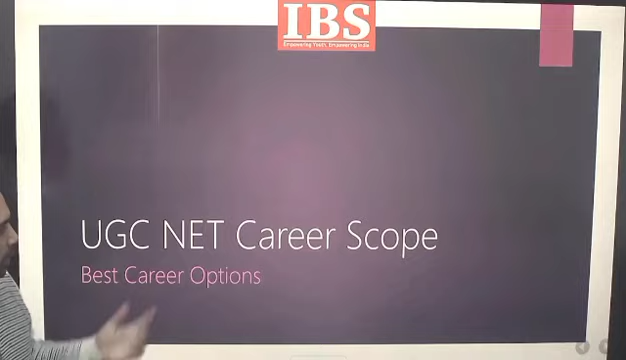 IBS
Empowering Youth, Empowering India
UGC NET Career Scope
Best Career Options